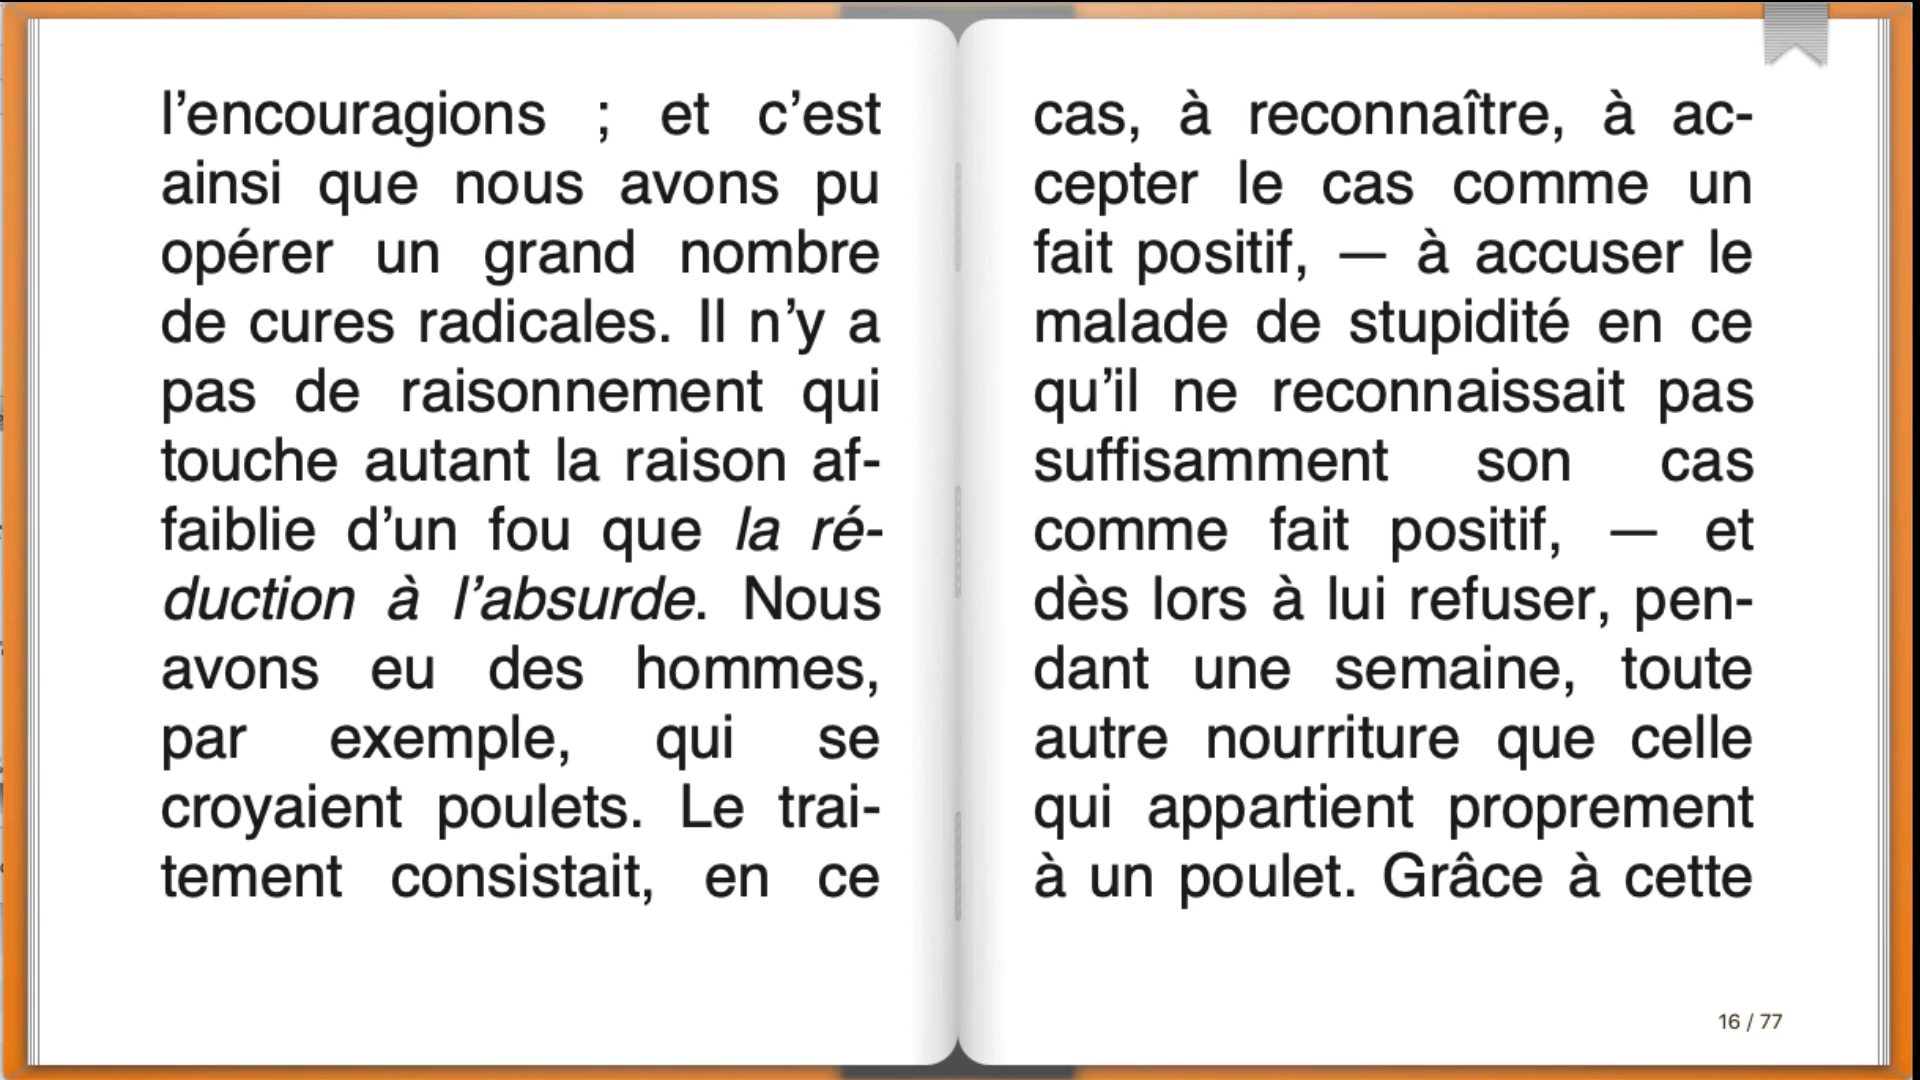 l’encouragions ; et c’est
ainsi que nous avons pu
opérer un grand nombre
de cures radicales. Il n’y a
pas de raisonnement qui
touche autant la raison af-
faiblie d’un fou que la ré-
duction à l’absurde. Nous
avons eu des hommes,
par exemple, qui se
croyaient poulets. Le trai-
tement consistait, en ce
cas, à reconnaître, à ac-
cepter le cas comme un
fait positif, — à accuser le
malade de stupidité en ce
qu’il ne reconnaissait pas
suffisamment son cas
comme fait positif, — et
dès lors à lui refuser, pen-
dant une semaine, toute
autre nourriture que celle
qui appartient proprement
à un poulet. Grâce à cette
16 / 77